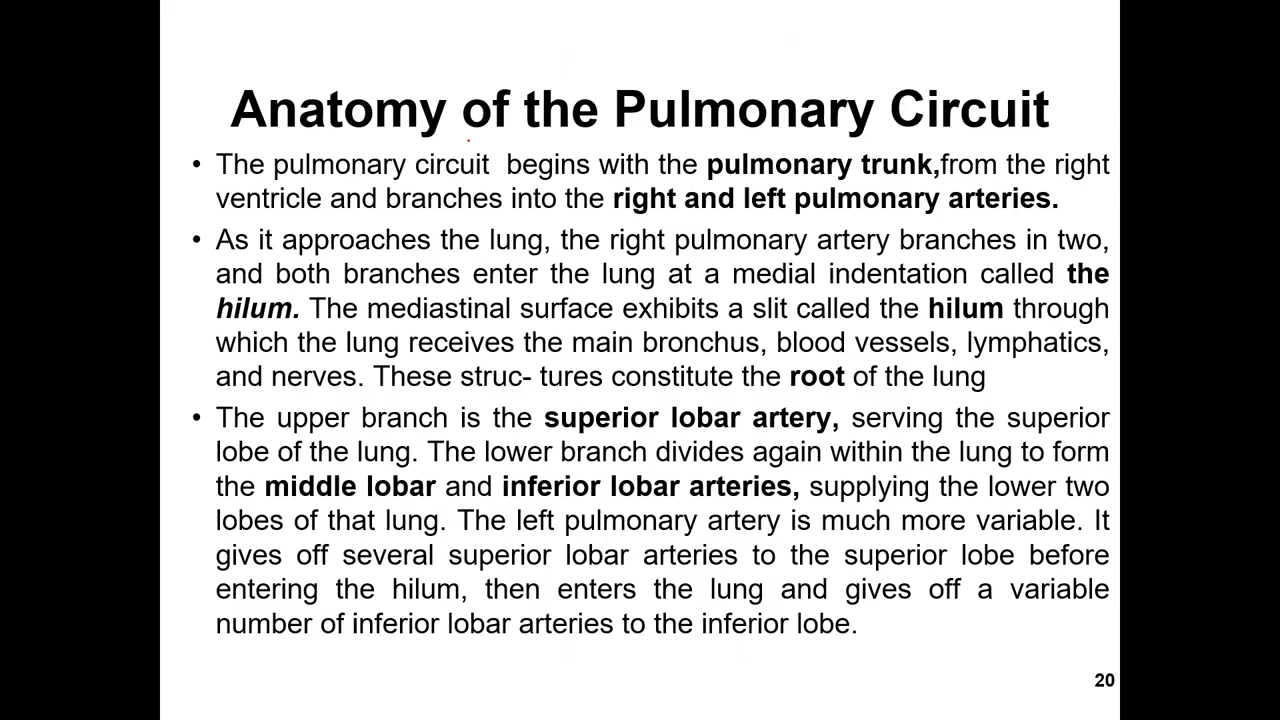 Anatomy of the Pulmonary Circuit
• The pulmonary circuit  begins with the pulmonary trunk,from the right
ventricle and branches into the right and left pulmonary arteries.
• As it approaches the lung, the right pulmonary artery branches in two,
and both branches enter the lung at a medial indentation called the
hilum. The mediastinal surface exhibits a slit called the hilum through
which the lung receives the main bronchus, blood vessels, lymphatics,
and nerves. These struc- tures constitute the root of the lung
• The upper branch is the superior lobar artery, serving the superior
lobe of the lung. The lower branch divides again within the lung to form
the middle lobar and inferior lobar arteries, supplying the lower two
lobes of that lung. The left pulmonary artery is much more variable. It
gives off several superior lobar arteries to the superior lobe before
entering the hilum, then enters the lung and gives off a variable
number of inferior lobar arteries to the inferior lobe.
20